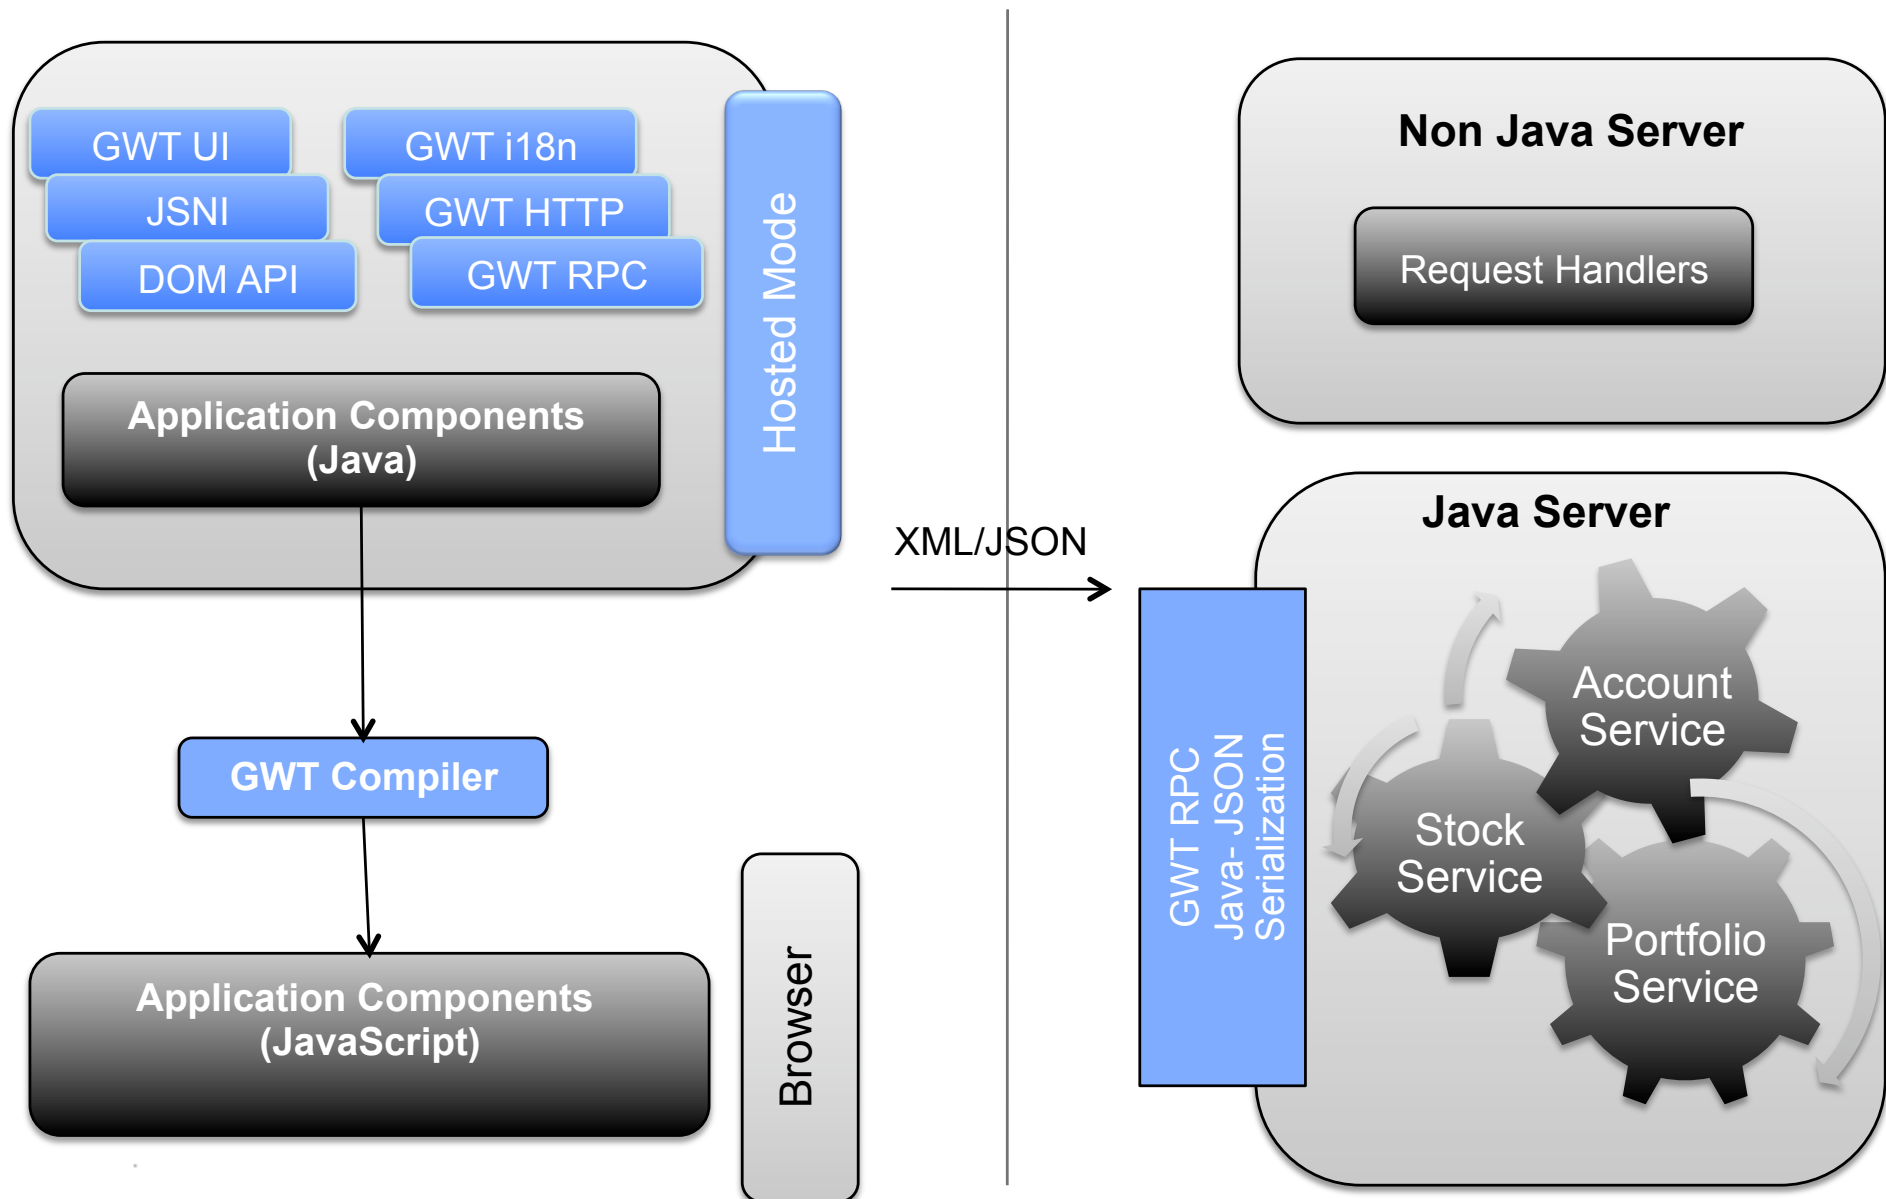 GWT UI
JSNI
DOM API
GWT i18n
GWT HTTP
GWT RPC
Hosted Mode
Application Components
(Java)
GWT Compiler
Application Components
(JavaScript)
Browser
XML/JSON
Non Java Server
Request Handlers
Java Server
GWT RPC
Java- JSON
Serialization
Account
Service
Stock
Service
Portfolio
Service